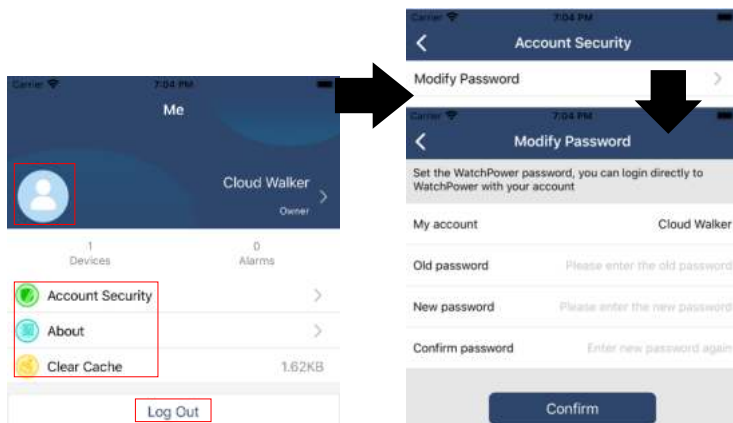 Carrier 7:04 PM
Me
Cloud Walker
Owner
1
Devices
0
Alarms
Account Security
About
Clear Cache 1.62KB
Log Out
Carrier 7:04 PM
Account Security
Modify Password
Carrier 7:04 PM
Modify Password
Set the WatchPower password, you can login directly to
WatchPower with your account
My account Cloud Walker
Old password Please enter the old password
New password Please enter the new password
Confirm password Enter new password again
Confirm